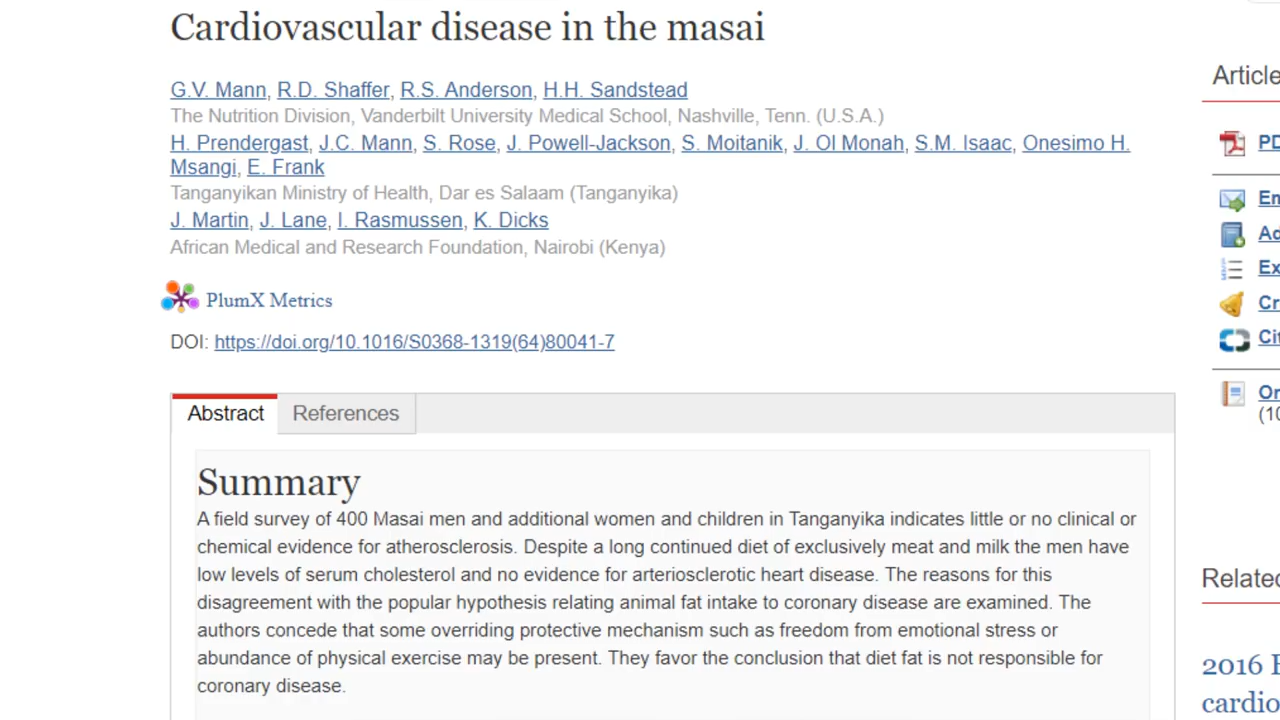 Cardiovascular disease in the masai
G.V. Mann, R.D. Shaffer, R.S. Anderson, H.H. Sandstead
The Nutrition Division, Vanderbilt University Medical School, Nashville, Tenn. (U.S.A.)
H. Prendergast, J.C. Mann, S. Rose, J. Powell-Jackson, S. Moitanik, J. Ol Monah, S.M. Isaac, Onesimo H.
Msangi, E. Frank
Tanganyikan Ministry of Health, Dar es Salaam (Tanganyika)
J. Martin, J. Lane, I. Rasmussen, K. Dicks
African Medical and Research Foundation, Nairobi (Kenya)
PlumX Metrics
DOI: https://doi.org/10.1016/S0368-1319(64)80041-7
Abstract References
Summary
A field survey of 400 Masai men and additional women and children in Tanganyika indicates little or no clinical or
chemical evidence for atherosclerosis. Despite a long continued diet of exclusively meat and milk the men have
low levels of serum cholesterol and no evidence for arteriosclerotic heart disease. The reasons for this
disagreement with the popular hypothesis relating animal fat intake to coronary disease are examined. The
authors concede that some overriding protective mechanism such as freedom from emotional stress or
abundance of physical exercise may be present. They favor the conclusion that diet fat is not responsible for
coronary disease.
Article
PD
En
Ad
Ex
Cr
Cit
Or
(10
Related
2016 E
cardio